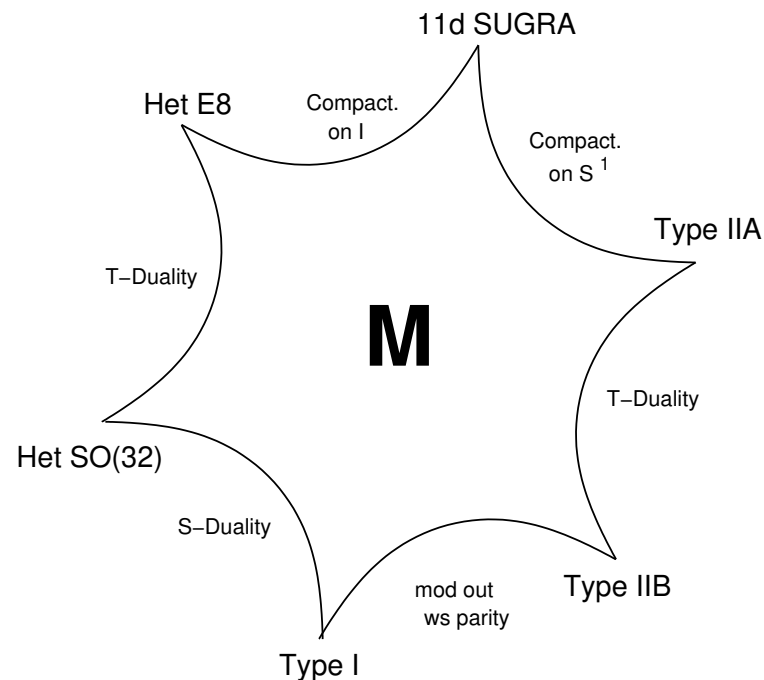 11d SUGRA
Het E8
Compact.
on I
Compact.
on S 1
Type IIA
T–Duality
M
T–Duality
Het SO(32)
S–Duality
Type IIB
mod out
ws parity
Type I